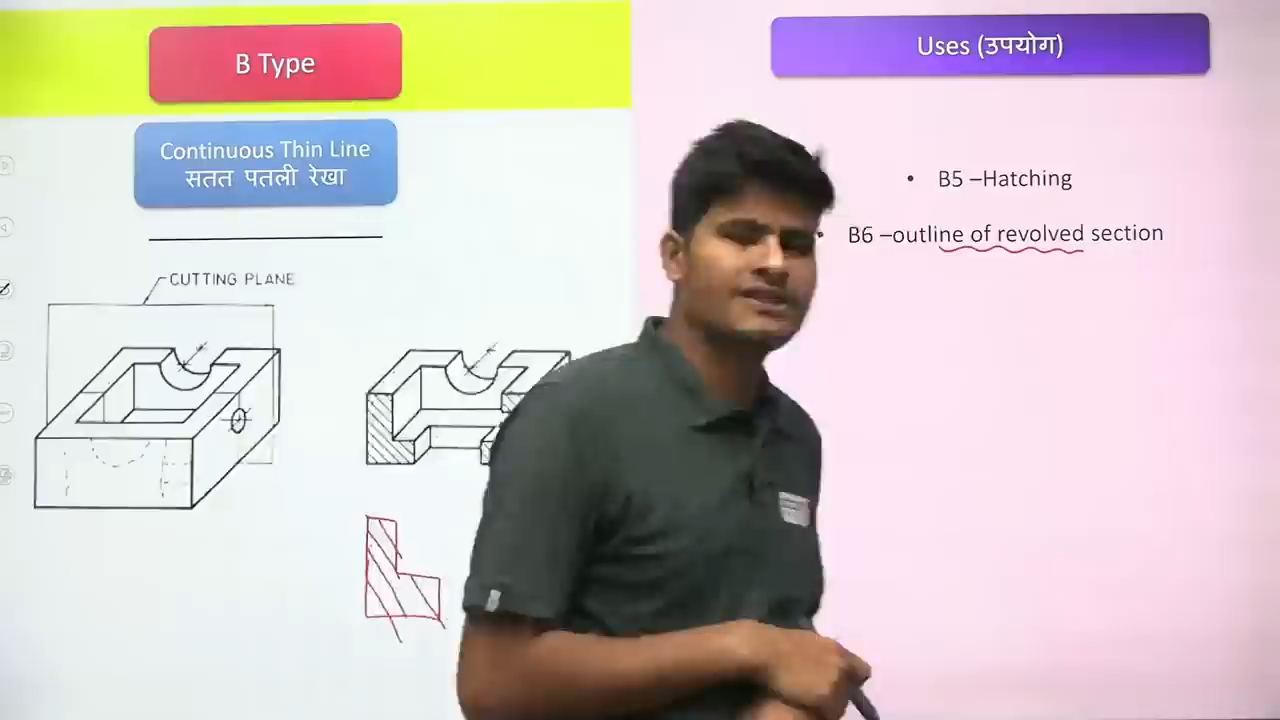 B Type
Continuous Thin Line
सतत पतली रेखा
CUTTING PLANE
Uses (उपयोग)
• B5 –Hatching
• B6 –outline of revolved section